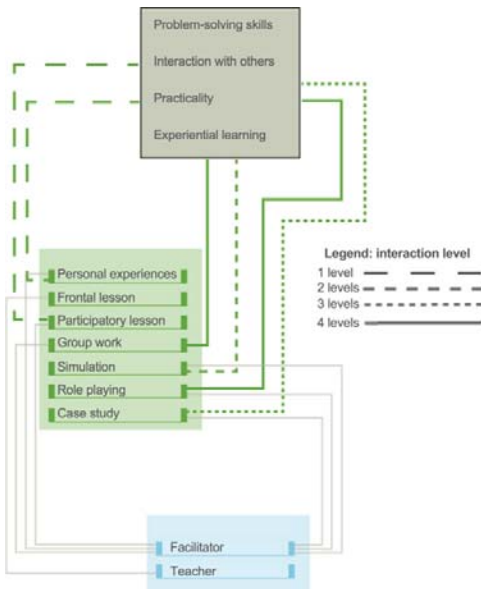 Problem-solving skills
Interaction with others
Practicality
Experiential learning
Legend: interaction level
1 level
2 levels
3 levels
4 levels
Personal experiences
Frontal lesson
Participatory lesson
Group work
Simulation
Role playing
Case study
Facilitator
Teacher